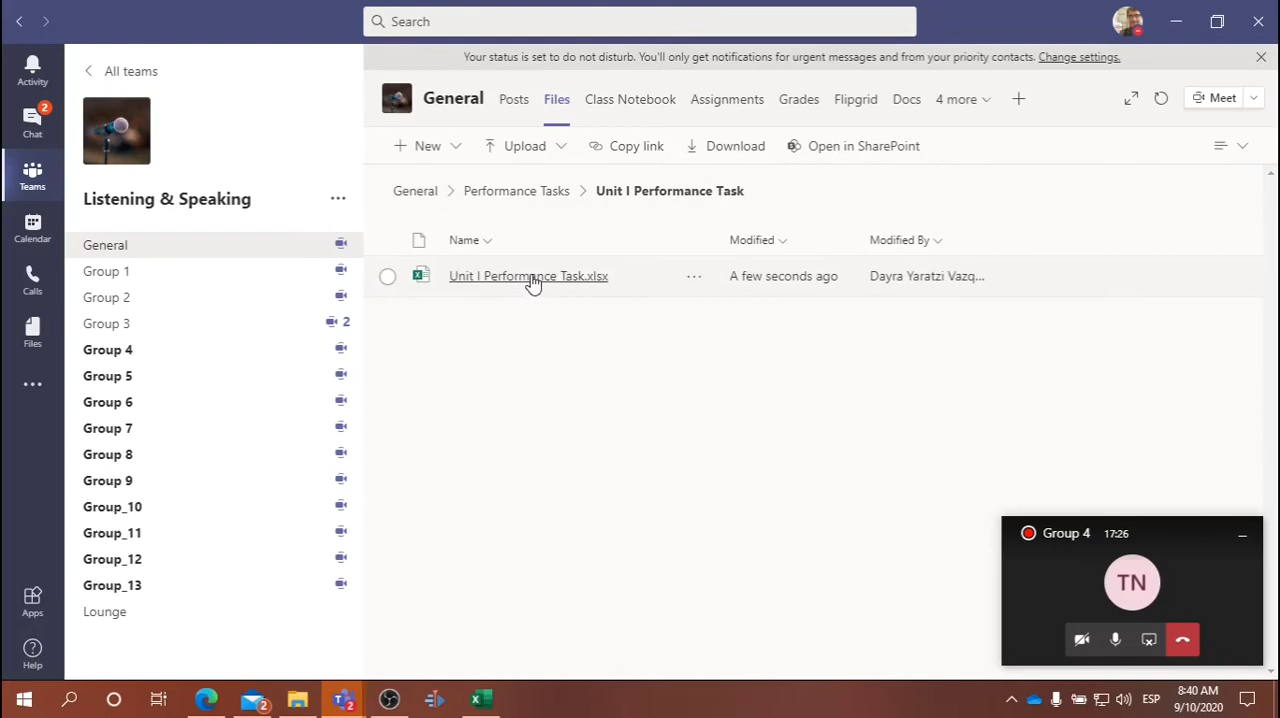 Search
Your status is set to do not disturb. You'll only get notifications for urgent messages and from your priority contacts. Change settings.
Activity
Chat
2
Teams
Calendar
Calls
Files
Apps
Help
All teams
Listening & Speaking
General
Group 1
Group 2
Group 3 2
Group 4
Group 5
Group 6
Group 7
Group 8
Group 9
Group_10
Group_11
Group_12
Group_13
Lounge
General Posts Files Class Notebook Assignments Grades Flipgrid Docs 4 more Meet
New Upload Copy link Download Open in SharePoint
General > Performance Tasks > Unit I Performance Task
Name Modified Modified By
Unit I Performance Task.xlsx A few seconds ago Dayra Yaratzi Vazq...
Group 4 17:26
TN
2
2
ESP
8:40 AM
9/10/2020